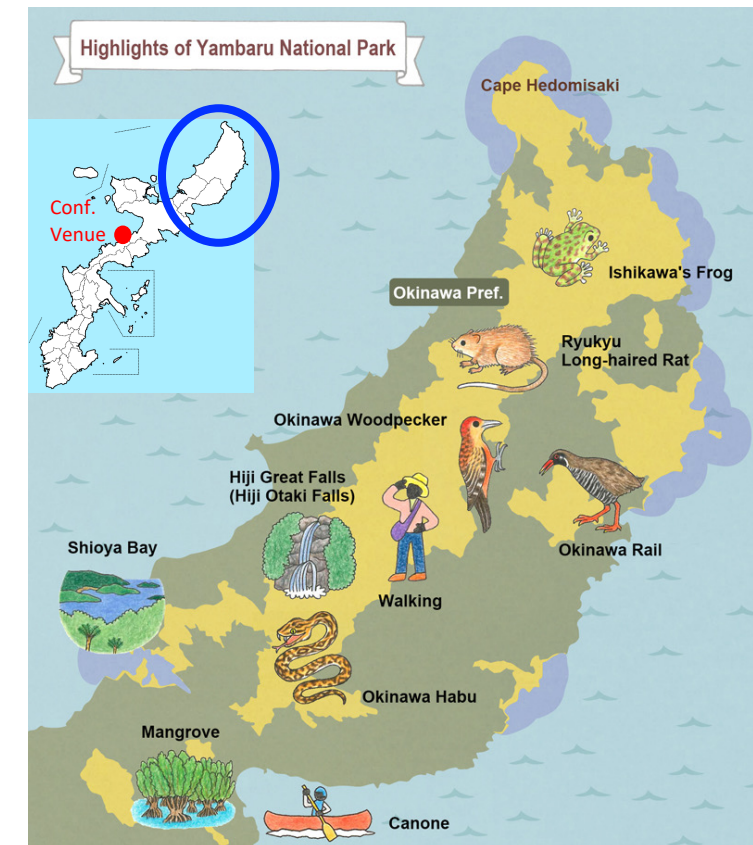 Highlights of Yambaru National Park
Cape Hedomisaki
Conf.
Venue
Ishikawa's Frog
Okinawa Pref.
Ryukyu
Long-haired Rat
Okinawa Woodpecker
Hiji Great Falls
(Hiji Otaki Falls)
Shioya Bay
Okinawa Rail
Walking
Okinawa Habu
Mangrove
Canone